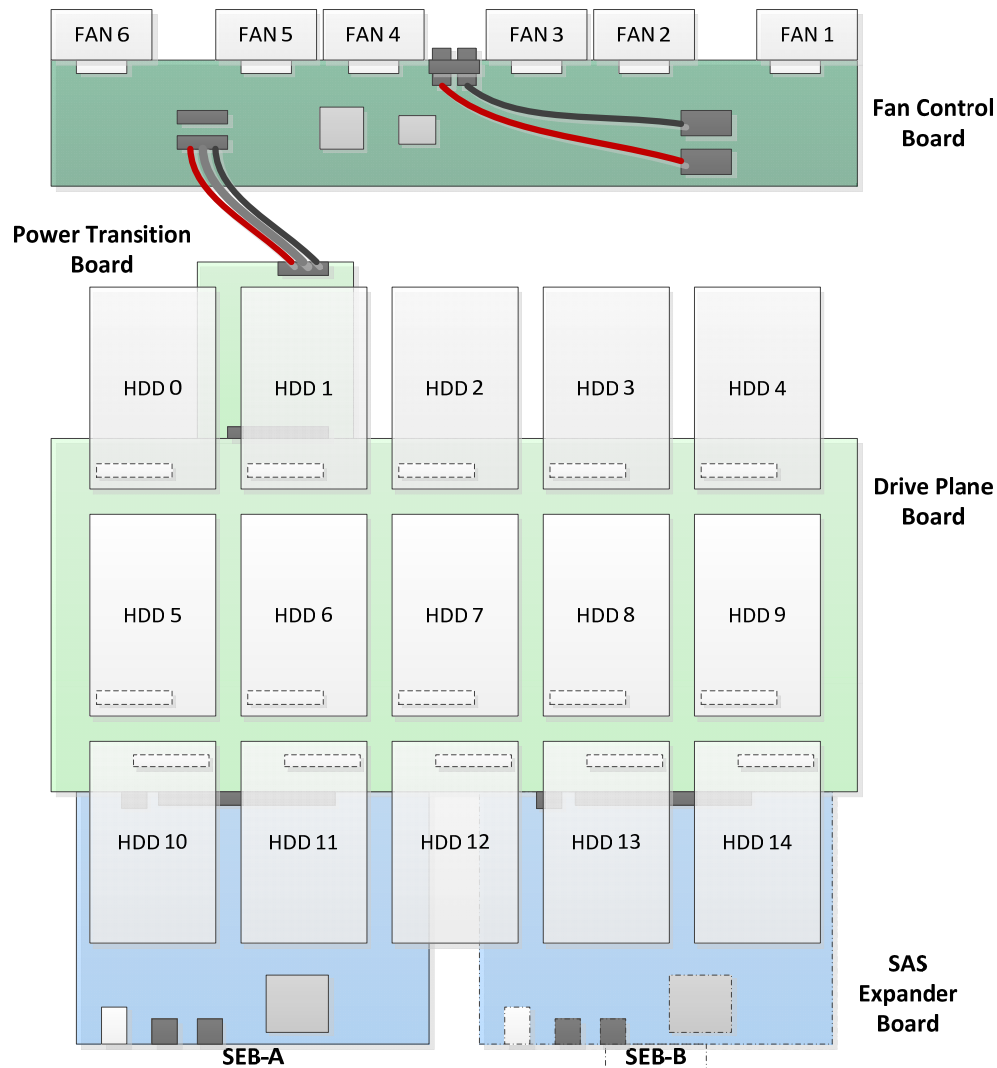 FAN 6
FAN 5
FAN 4
FAN 3
FAN 2
FAN 1
Fan Control
Board
Power Transition
Board
HDD 0
HDD 1
HDD 2
HDD 3
HDD 4
Drive Plane
Board
HDD 5
HDD 6
HDD 7
HDD 8
HDD 9
HDD 10
HDD 11
HDD 12
HDD 13
HDD 14
SAS
Expander
Board
SEB-A
SEB-B